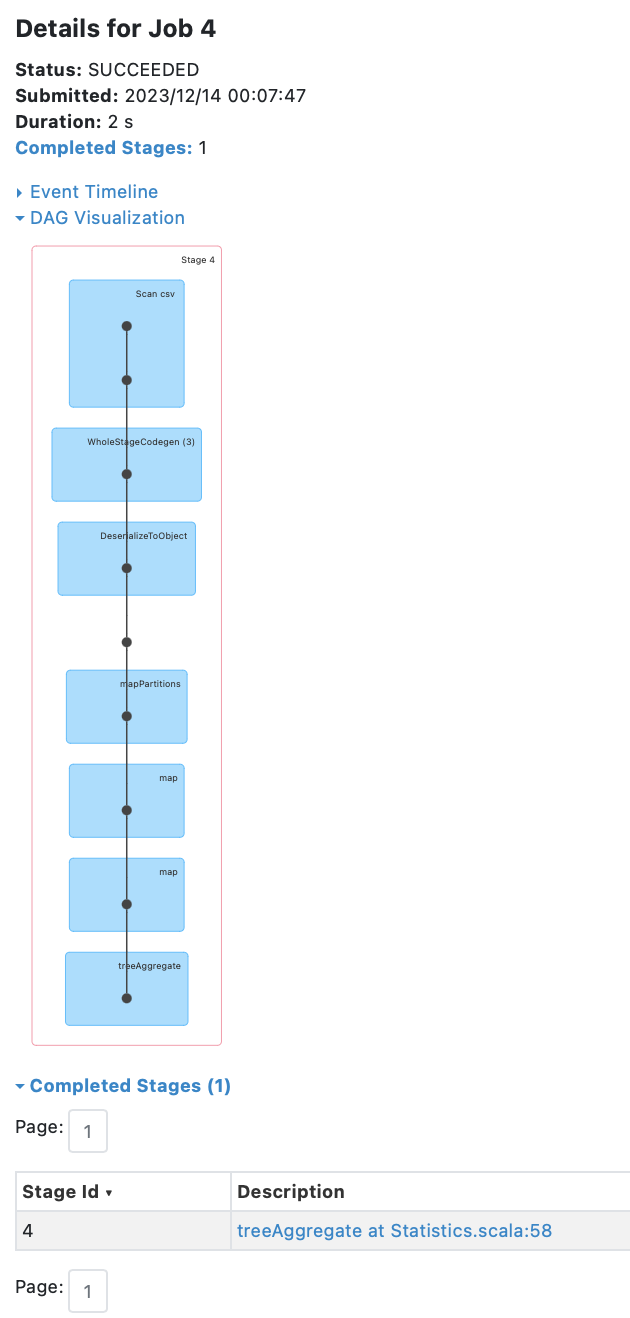 Details for Job 4
Status: SUCCEEDED
Submitted: 2023/12/14 00:07:47
Duration: 2 s
Completed Stages: 1
Event Timeline
DAG Visualization
Stage 4
Scan csv
WholeStageCodegen (3)
DeserializeToObject
mapPartitions
map
map
treeAggregate
Completed Stages (1)
Page: 1
Stage Id ▾ Description
4 treeAggregate at Statistics.scala:58
Page: 1